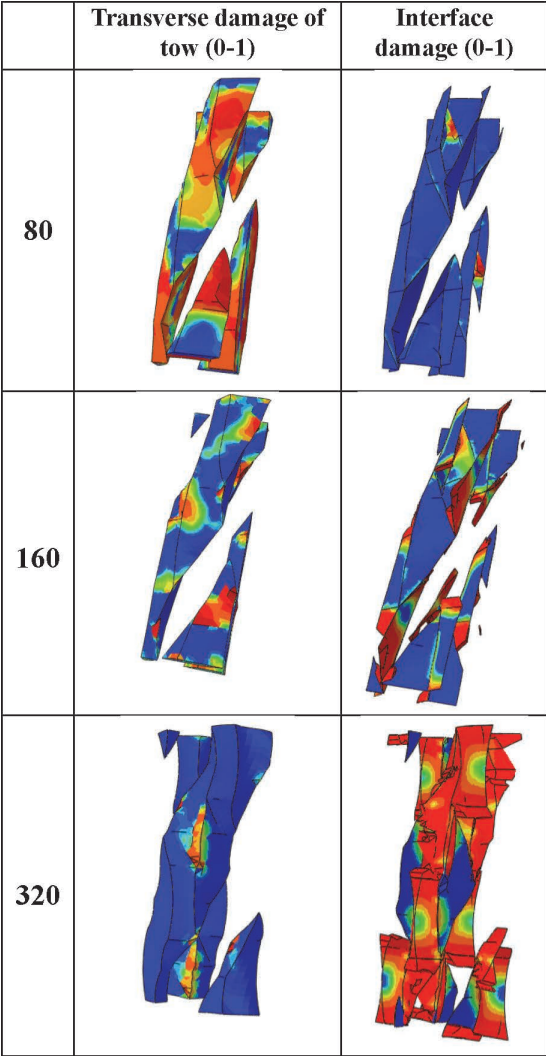 Transverse damage of
tow (0-1)
Interface
damage (0-1)
80
160
320